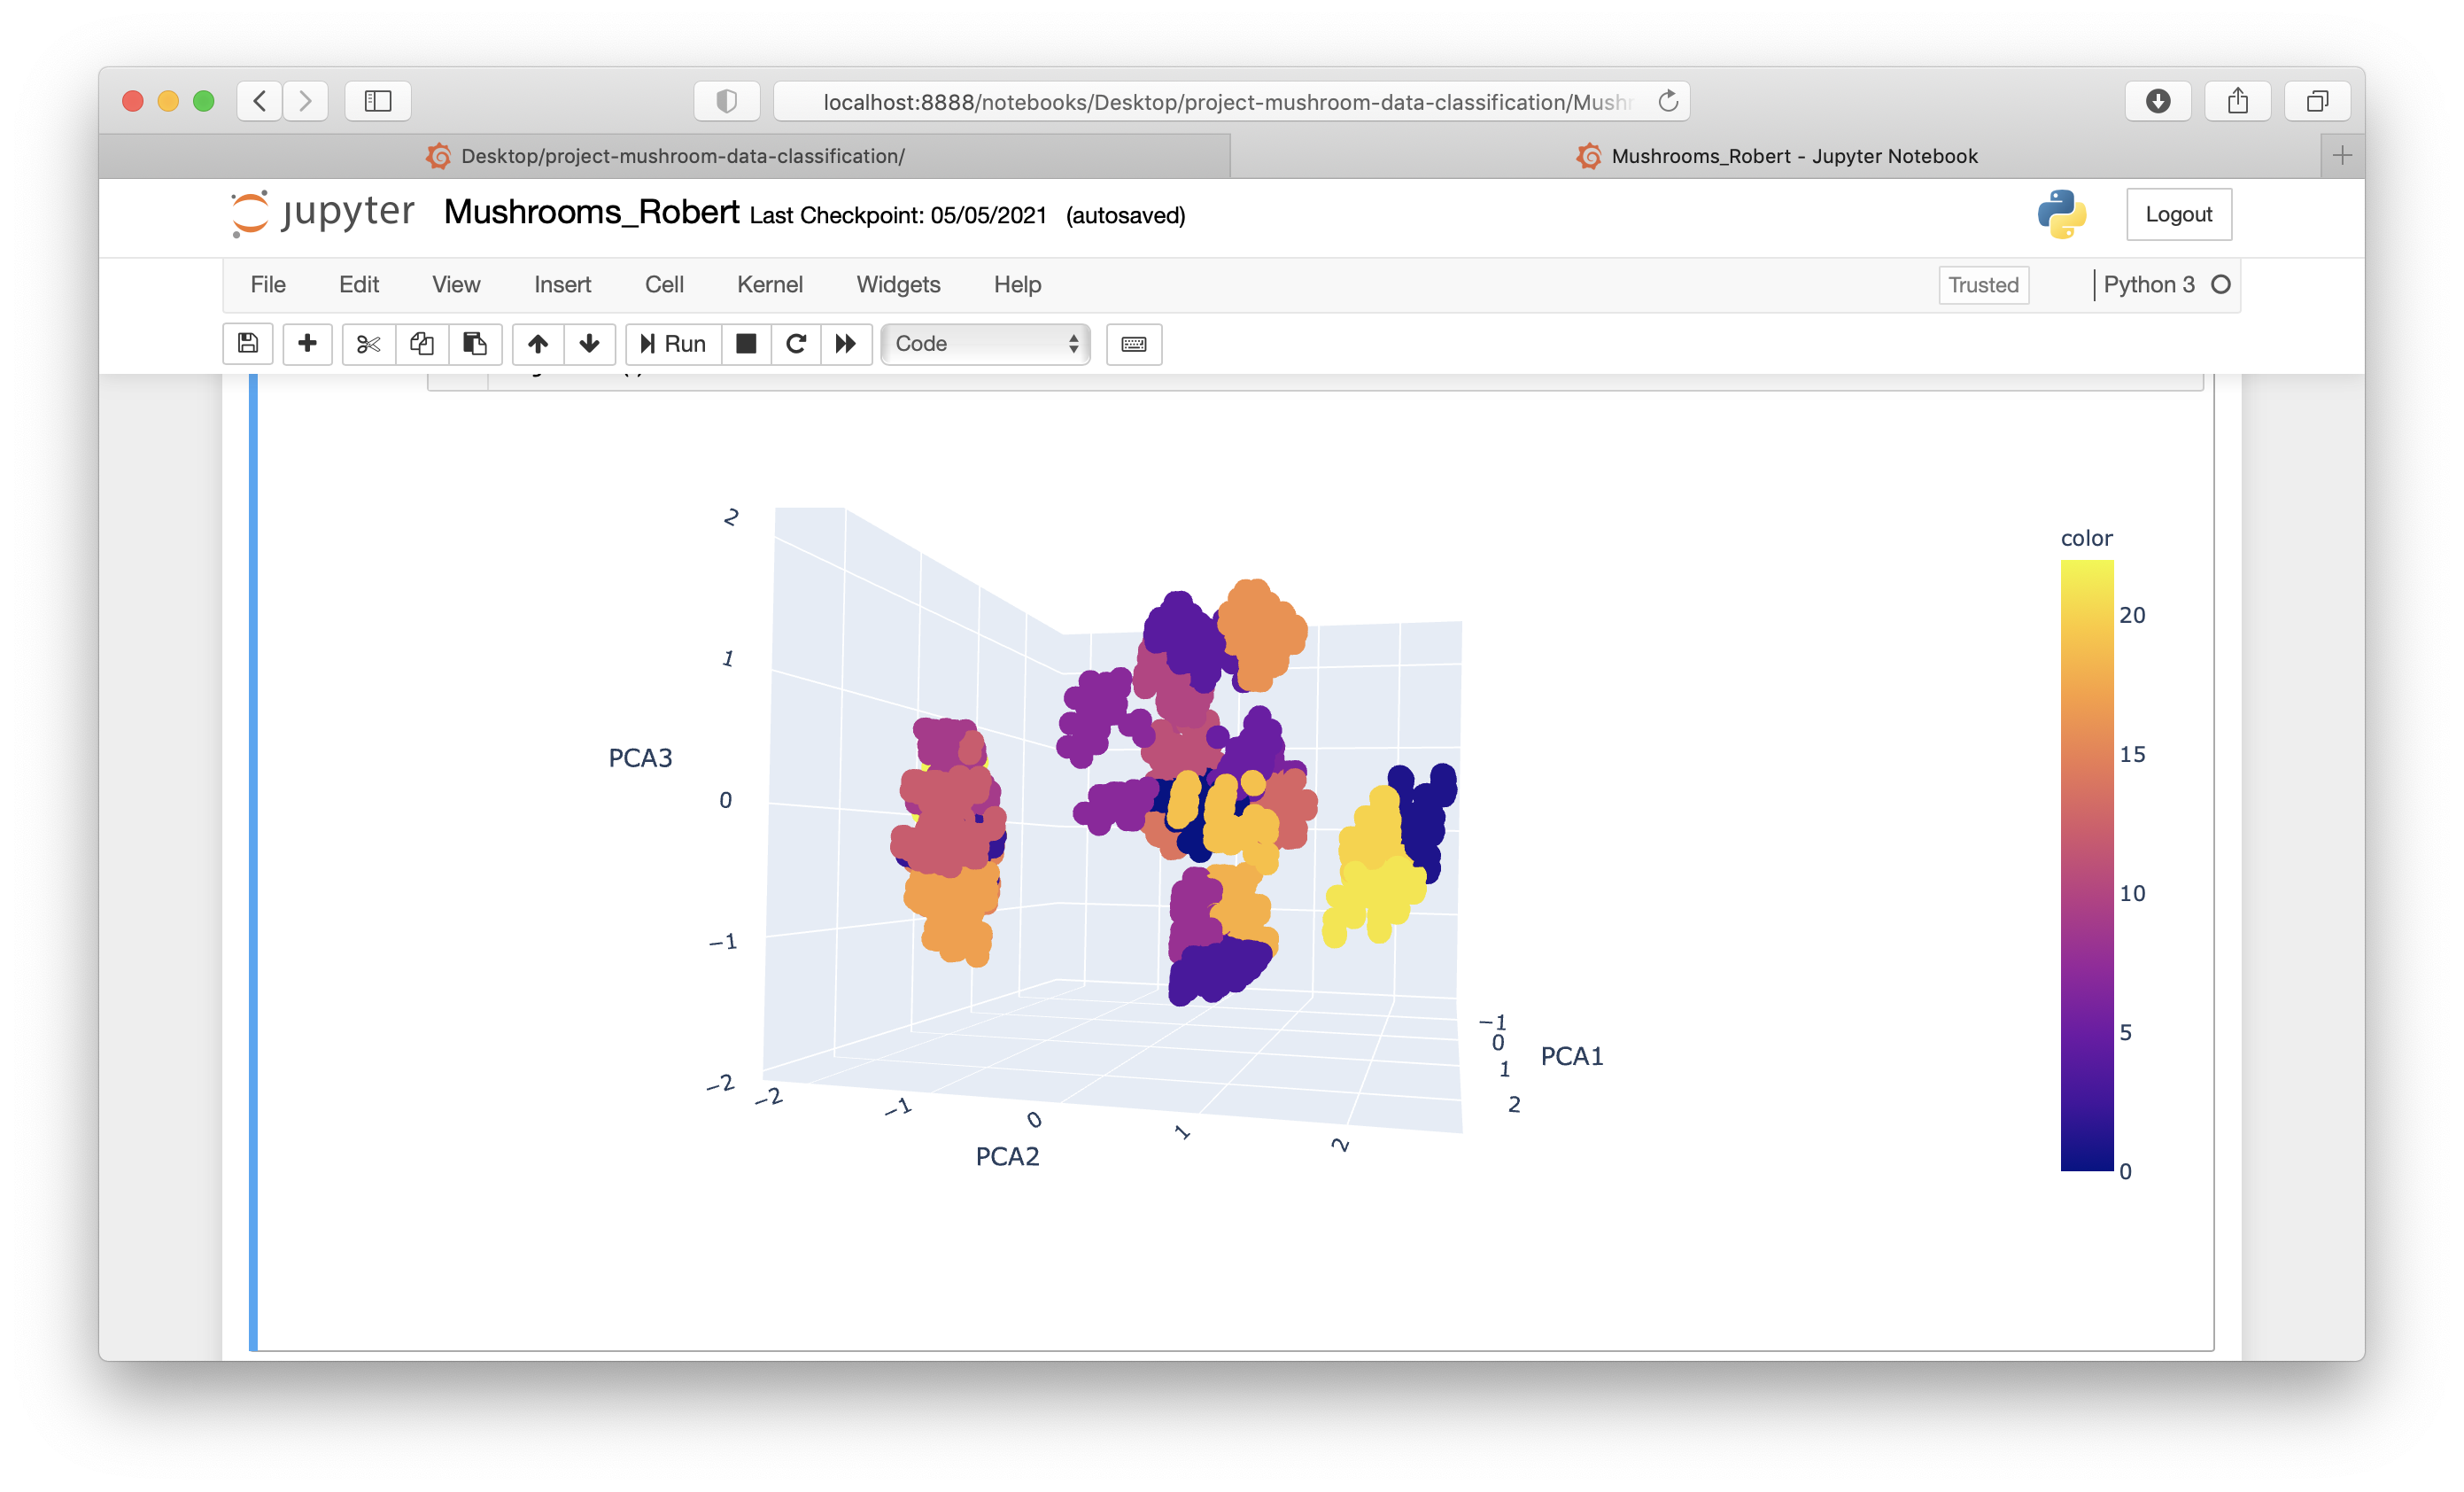 localhost:8888/notebooks/Desktop/project-mushroom-data-classification/Mushr
Desktop/project-mushroom-data-classification/
Mushrooms_Robert - Jupyter Notebook
jupyter Mushrooms_Robert Last Checkpoint: 05/05/2021 (autosaved)
Logout
File Edit View Insert Cell Kernel Widgets Help
Trusted
Python 3
Run
Code
2
1
0
−1
−2
PCA3
−2
−1
0
1
2
PCA2
−1
0
1
2
PCA1
color
20
15
10
5
0